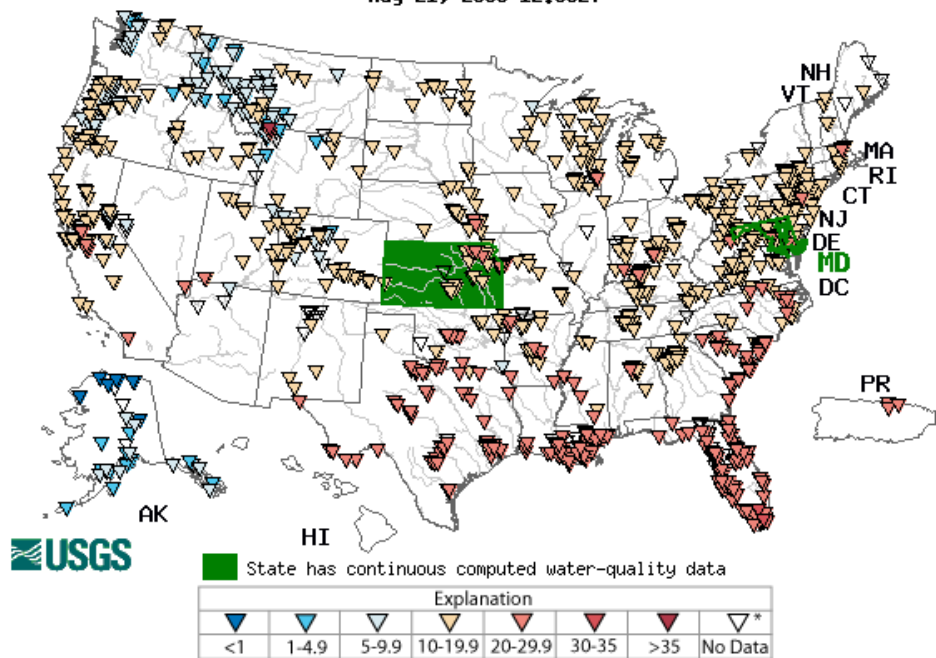 NH
VT
MA
RI
CT
NJ
DE
MD
DC
PR
AK
HI
USGS
State has continuous computed water-quality data
Explanation
*
<1 1-4.9 5-9.9 10-19.9 20-29.9 30-35 >35 No Data